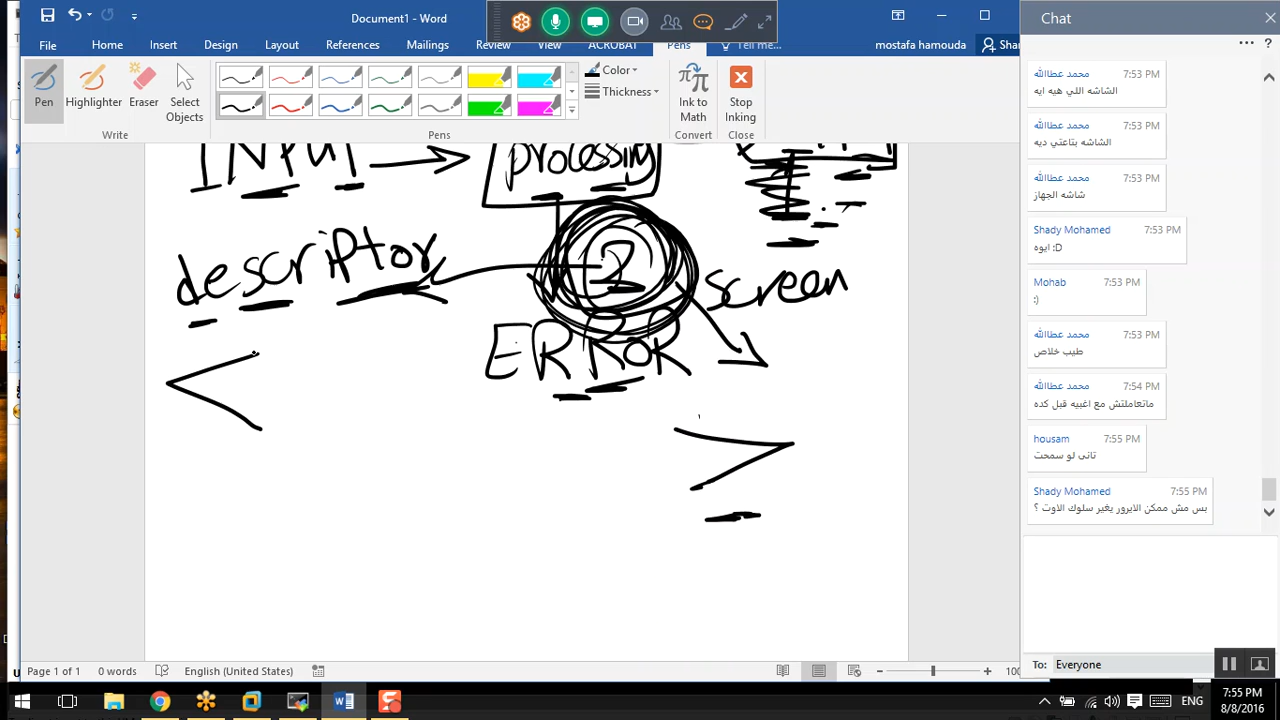 Document1 - Word
File Home Insert Design Layout References Mailings Review View ACROBAT Pens Tell me... mostafa hamouda
Pen Highlighter Eraser Select Objects Color Thickness Ink to Math Stop Inking
Write Pens Convert Close
INPUT processing
descriptor 2 screen
ERROR
< >
Page 1 of 1 0 words English (United States)
Chat
محمد عطاالله 7:53 PM
الشاشه اللي هيه ايه
محمد عطاالله 7:53 PM
الشاشه بتاعتي ديه
محمد عطاالله 7:53 PM
شاشه الجهاز
Shady Mohamed 7:53 PM
ايوه :D
Mohab 7:53 PM
:)
محمد عطاالله 7:53 PM
طيب خلاص
محمد عطاالله 7:54 PM
ماتعاملتش مع اغبيه قبل كده
housam 7:55 PM
تانى لو سمحت
Shady Mohamed 7:55 PM
بس مش ممكن الايرور يغير سلوك الاوت ؟
To: Everyone
ENG 7:55 PM
8/8/2016